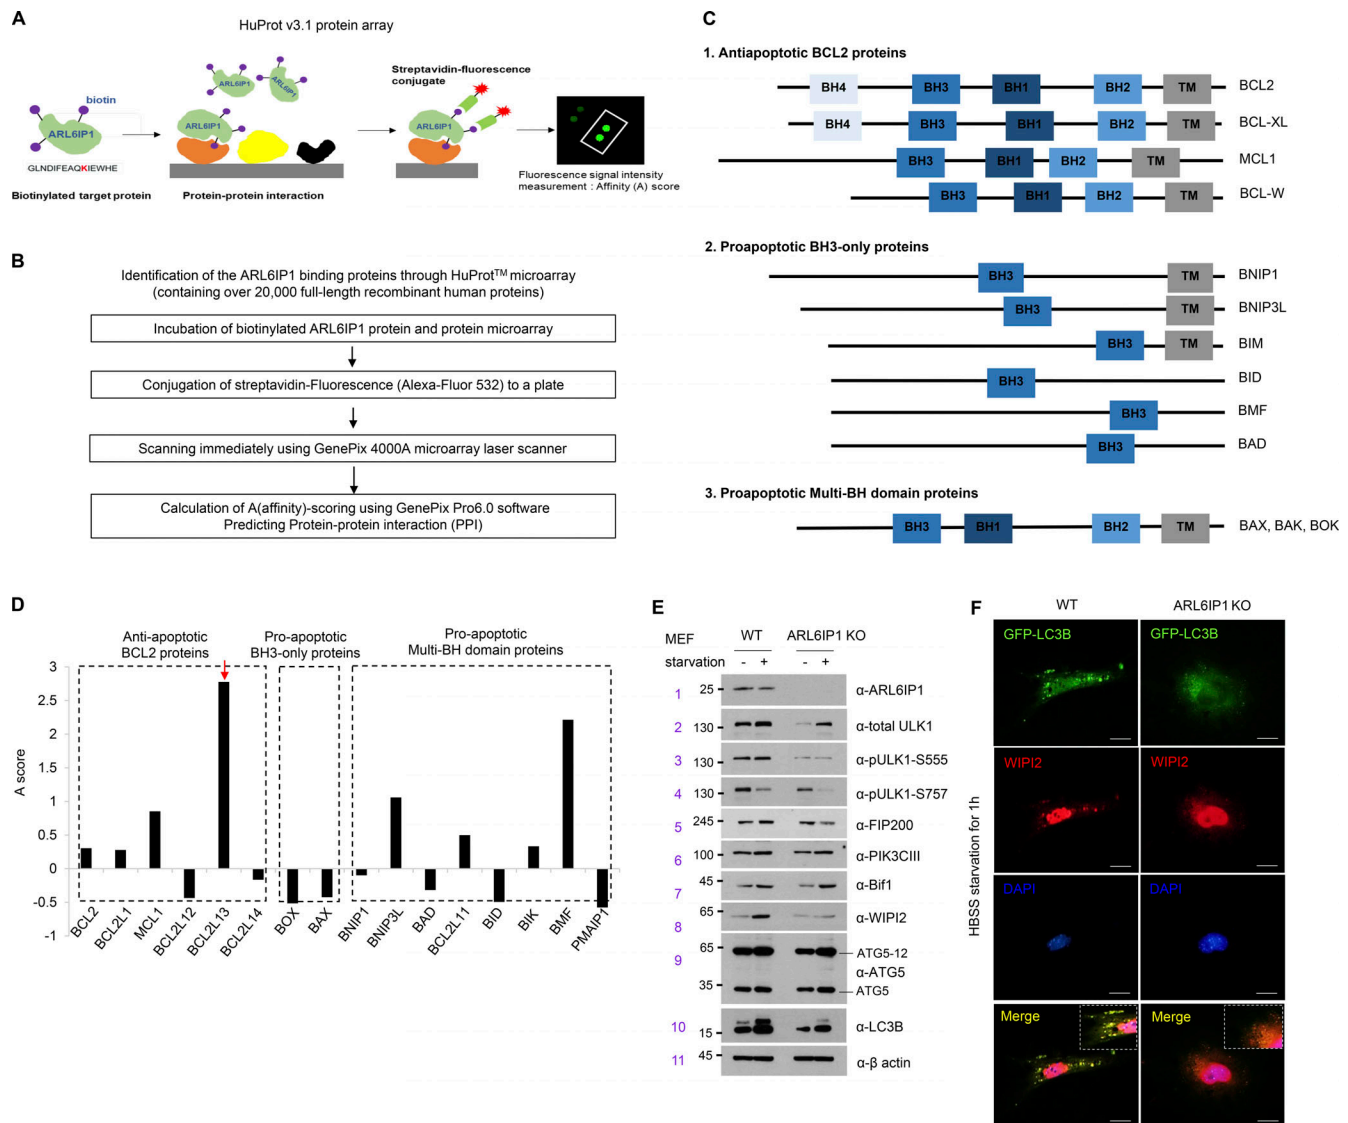 A
HuProt v3.1 protein array
biotin
ARL6IP1
GLNDIFEAQKIEWHE
Biotinylated target protein
ARL6IP1
ARL6IP1
ARL6IP1
Protein-protein interaction
Streptavidin-fluorescence
conjugate
ARL6IP1
Fluorescence signal intensity
measurement : Affinity (A) score
B
Identification of the ARL6IP1 binding proteins through HuProt™ microarray
(containing over 20,000 full-length recombinant human proteins)
Incubation of biotinylated ARL6IP1 protein and protein microarray
Conjugation of streptavidin-Fluorescence (Alexa-Fluor 532) to a plate
Scanning immediately using GenePix 4000A microarray laser scanner
Calculation of A(affinity)-scoring using GenePix Pro6.0 software
Predicting Protein-protein interaction (PPI)
C
1. Antiapoptotic BCL2 proteins
BH4 BH3 BH1 BH2 TM BCL2
BH4 BH3 BH1 BH2 TM BCL-XL
BH3 BH1 BH2 TM MCL1
BH3 BH1 BH2 TM BCL-W
2. Proapoptotic BH3-only proteins
BH3 TM BNIP1
BH3 TM BNIP3L
BH3 TM BIM
BH3 BID
BH3 BMF
BH3 BAD
3. Proapoptotic Multi-BH domain proteins
BH3 BH1 BH2 TM BAX, BAK, BOK
D
Anti-apoptotic
BCL2 proteins
Pro-apoptotic
BH3-only proteins
Pro-apoptotic
Multi-BH domain proteins
A score
3
2.5
2
1.5
1
0.5
0
-0.5
-1
BCL2
BCL2L1
MCL1
BCL2L12
BCL2L13
BCL2L14
BOX
BAX
BNIP1
BNIP3L
BAD
BCL2L11
BID
BIK
BMF
PMAIP1
E
MEF WT ARL6IP1 KO
starvation - + - +
1 25 α-ARL6IP1
2 130 α-total ULK1
3 130 α-pULK1-S555
4 130 α-pULK1-S757
5 245 α-FIP200
6 100 α-PIK3CIII
7 45 α-Bif1
8 65 α-WIPI2
9 65 ATG5-12
α-ATG5
35 ATG5
10 15 α-LC3B
11 45 α-β actin
F
WT ARL6IP1 KO
HBSS starvation for 1h
GFP-LC3B GFP-LC3B
WIPI2 WIPI2
DAPI DAPI
Merge Merge